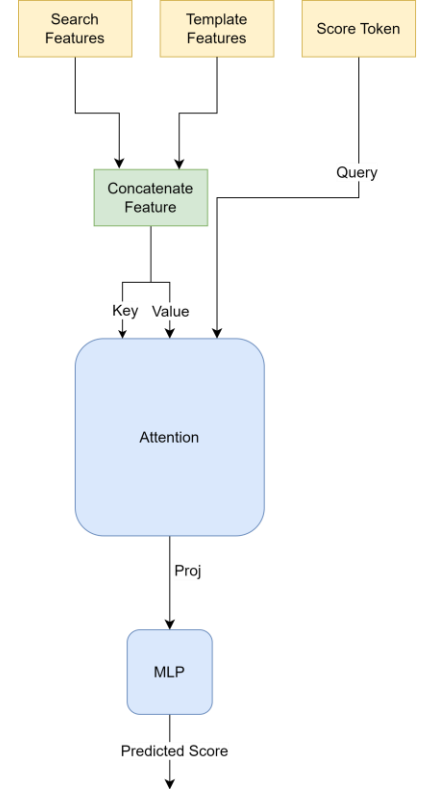 Search
Features
Template
Features
Score Token
Query
Concatenate
Feature
Key
Value
Attention
Proj
MLP
Predicted Score